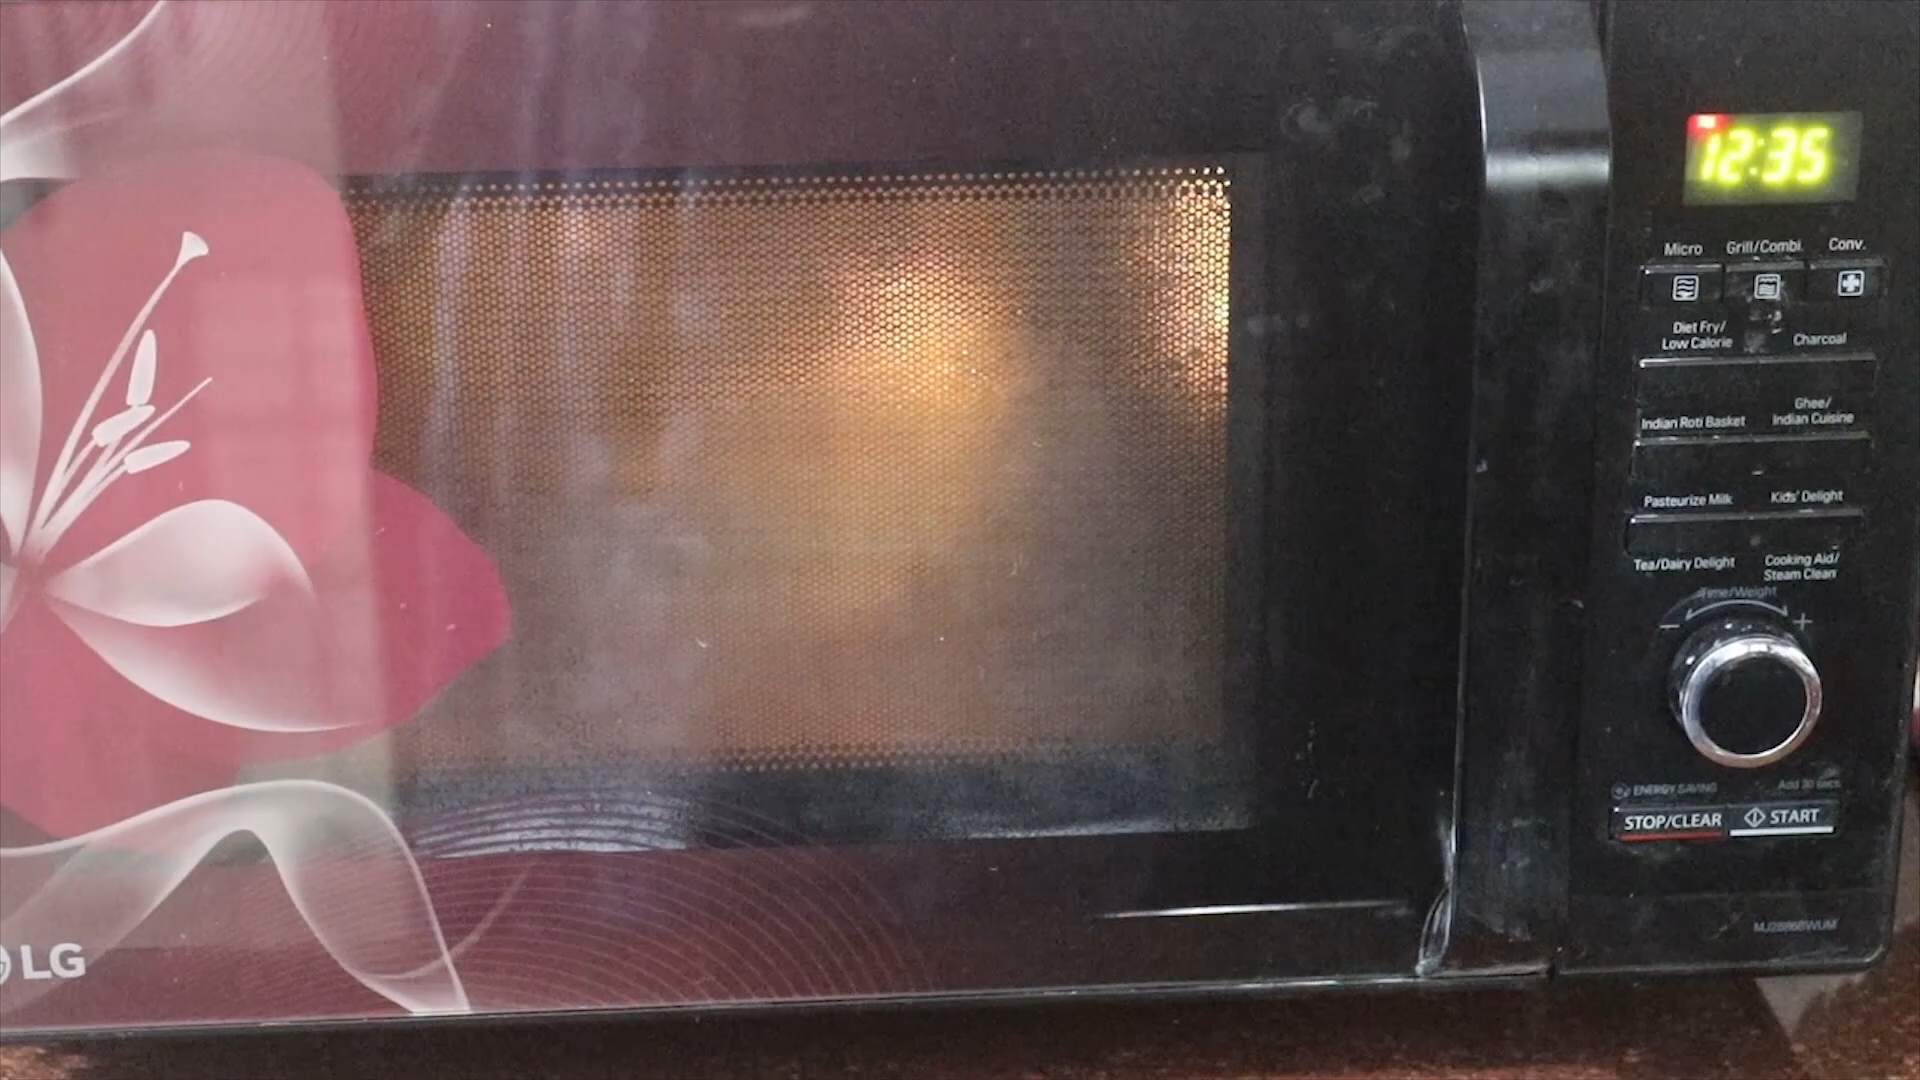 12:35
Micro Grill/Combi. Conv.
Diet Fry/
Low Calorie
Charcoal
Indian Roti Basket
Ghee/
Indian Cuisine
Pasteurize Milk Kids' Delight
Tea/Dairy Delight
Cooking Aid/
Steam Clean
Time/Weight
− +
ENERGY SAVING Add 30 secs
STOP/CLEAR START
LG